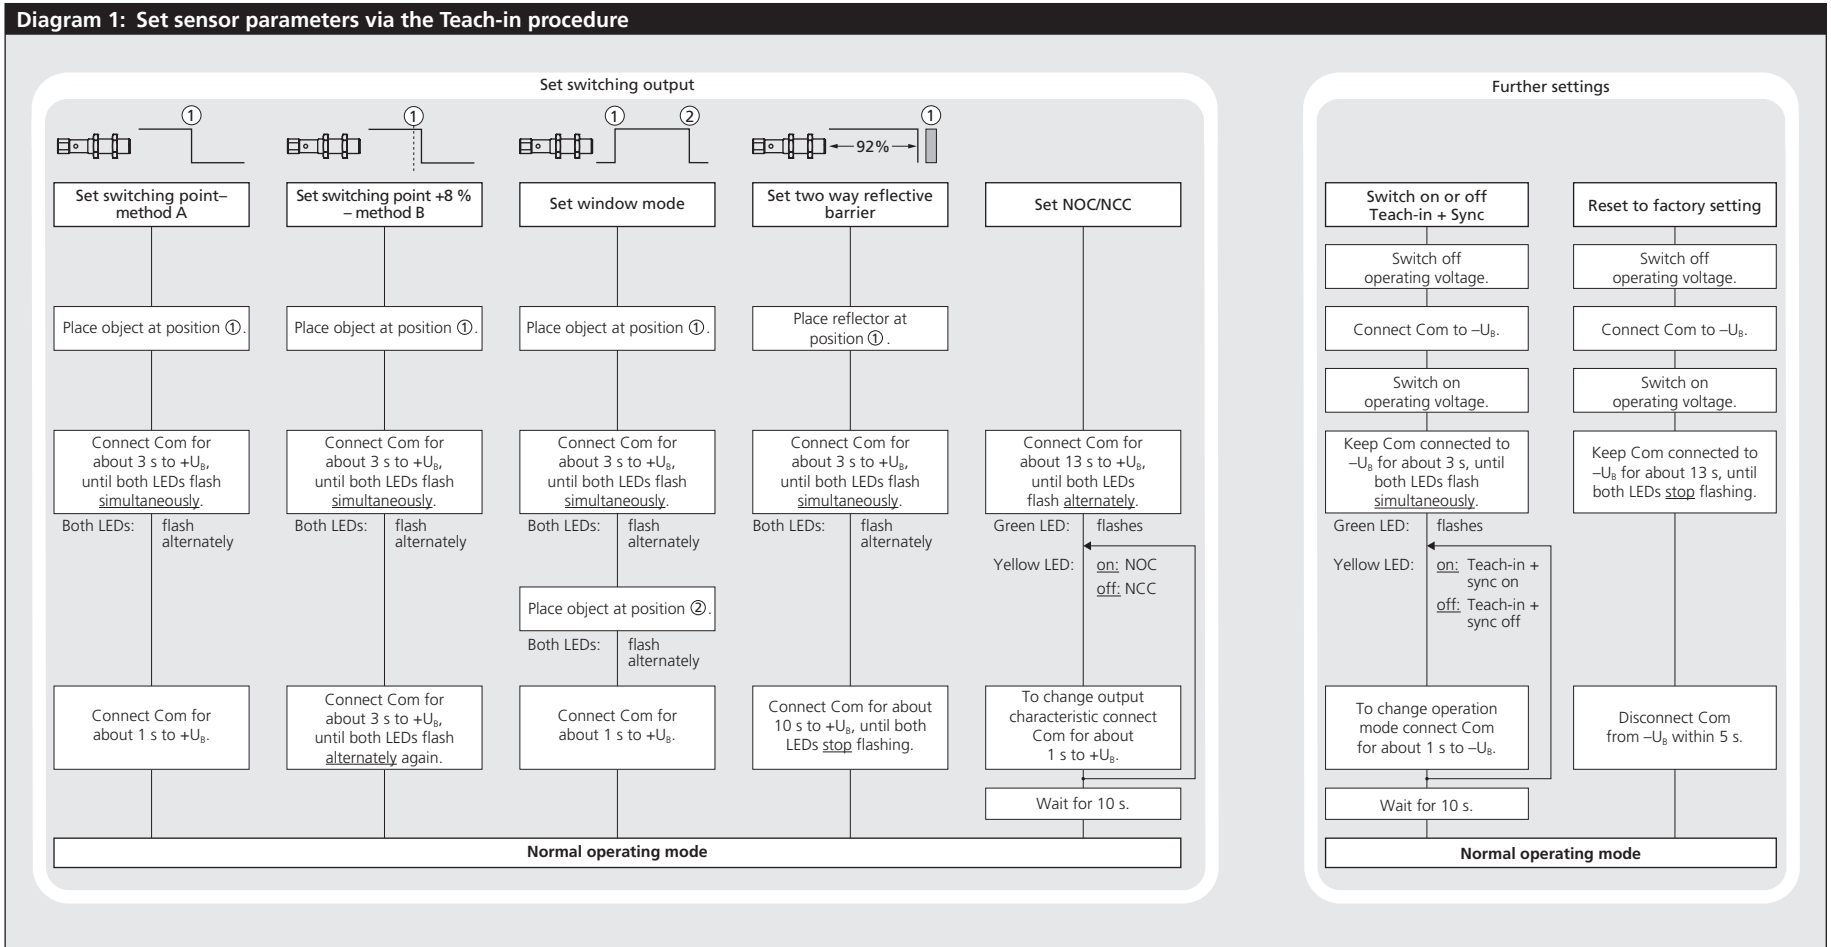 Diagram 1: Set sensor parameters via the Teach-in procedure
Set switching output
①
Set switching point–
method A
Place object at position ①.
Connect Com for
about 3 s to +UB,
until both LEDs flash
simultaneously.
Both LEDs: flash
alternately
Connect Com for
about 1 s to +UB.
①
Set switching point +8 %
– method B
Place object at position ①.
Connect Com for
about 3 s to +UB,
until both LEDs flash
simultaneously.
Both LEDs: flash
alternately
Connect Com for
about 3 s to +UB,
until both LEDs flash
alternately again.
① ②
Set window mode
Place object at position ①.
Connect Com for
about 3 s to +UB,
until both LEDs flash
simultaneously.
Both LEDs: flash
alternately
Place object at position ②.
Both LEDs: flash
alternately
Connect Com for
about 1 s to +UB.
①
92%
Set two way reflective
barrier
Place reflector at
position ① .
Connect Com for
about 3 s to +UB,
until both LEDs flash
simultaneously.
Both LEDs: flash
alternately
Connect Com for about
10 s to +UB, until both
LEDs stop flashing.
Set NOC/NCC
Connect Com for
about 13 s to +UB,
until both LEDs
flash alternately.
Green LED: flashes
Yellow LED: on: NOC
off: NCC
To change output
characteristic connect
Com for about
1 s to +UB.
Wait for 10 s.
Normal operating mode
Further settings
Switch on or off
Teach-in + Sync
Switch off
operating voltage.
Connect Com to –UB.
Switch on
operating voltage.
Keep Com connected to
–UB for about 3 s, until
both LEDs flash
simultaneously.
Green LED: flashes
Yellow LED: on: Teach-in +
sync on
off: Teach-in +
sync off
To change operation
mode connect Com
for about 1 s to –UB.
Wait for 10 s.
Reset to factory setting
Switch off
operating voltage.
Connect Com to –UB.
Switch on
operating voltage.
Keep Com connected to
–UB for about 13 s, until
both LEDs stop flashing.
Disconnect Com
from –UB within 5 s.
Normal operating mode